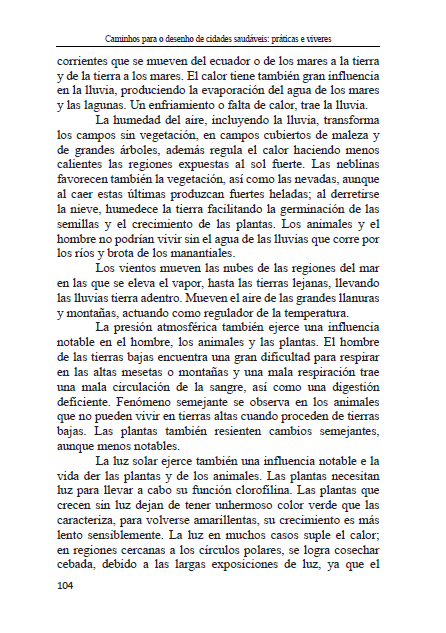 Caminhos para o desenho de cidades saudáveis: práticas e viveres
corrientes que se mueven del ecuador o de los mares a la tierra
y de la tierra a los mares. El calor tiene también gran influencia
en la lluvia, produciendo la evaporación del agua de los mares
y las lagunas. Un enfriamiento o falta de calor, trae la lluvia.
La humedad del aire, incluyendo la lluvia, transforma
los campos sin vegetación, en campos cubiertos de maleza y
de grandes árboles, además regula el calor haciendo menos
calientes las regiones expuestas al sol fuerte. Las neblinas
favorecen también la vegetación, así como las nevadas, aunque
al caer estas últimas produzcan fuertes heladas; al derretirse
la nieve, humedece la tierra facilitando la germinación de las
semillas y el crecimiento de las plantas. Los animales y el
hombre no podrían vivir sin el agua de las lluvias que corre por
los ríos y brota de los manantiales.
Los vientos mueven las nubes de las regiones del mar
en las que se eleva el vapor, hasta las tierras lejanas, llevando
las lluvias tierra adentro. Mueven el aire de las grandes llanuras
y montañas, actuando como regulador de la temperatura.
La presión atmosférica también ejerce una influencia
notable en el hombre, los animales y las plantas. El hombre
de las tierras bajas encuentra una gran dificultad para respirar
en las altas mesetas o montañas y una mala respiración trae
una mala circulación de la sangre, así como una digestión
deficiente. Fenómeno semejante se observa en los animales
que no pueden vivir en tierras altas cuando proceden de tierras
bajas. Las plantas también resienten cambios semejantes,
aunque menos notables.
La luz solar ejerce también una influencia notable e la
vida der las plantas y de los animales. Las plantas necesitan
luz para llevar a cabo su función clorofilina. Las plantas que
crecen sin luz dejan de tener unhermoso color verde que las
caracteriza, para volverse amarillentas, su crecimiento es más
lento sensiblemente. La luz en muchos casos suple el calor;
en regiones cercanas a los círculos polares, se logra cosechar
cebada, debido a las largas exposiciones de luz, ya que el
104